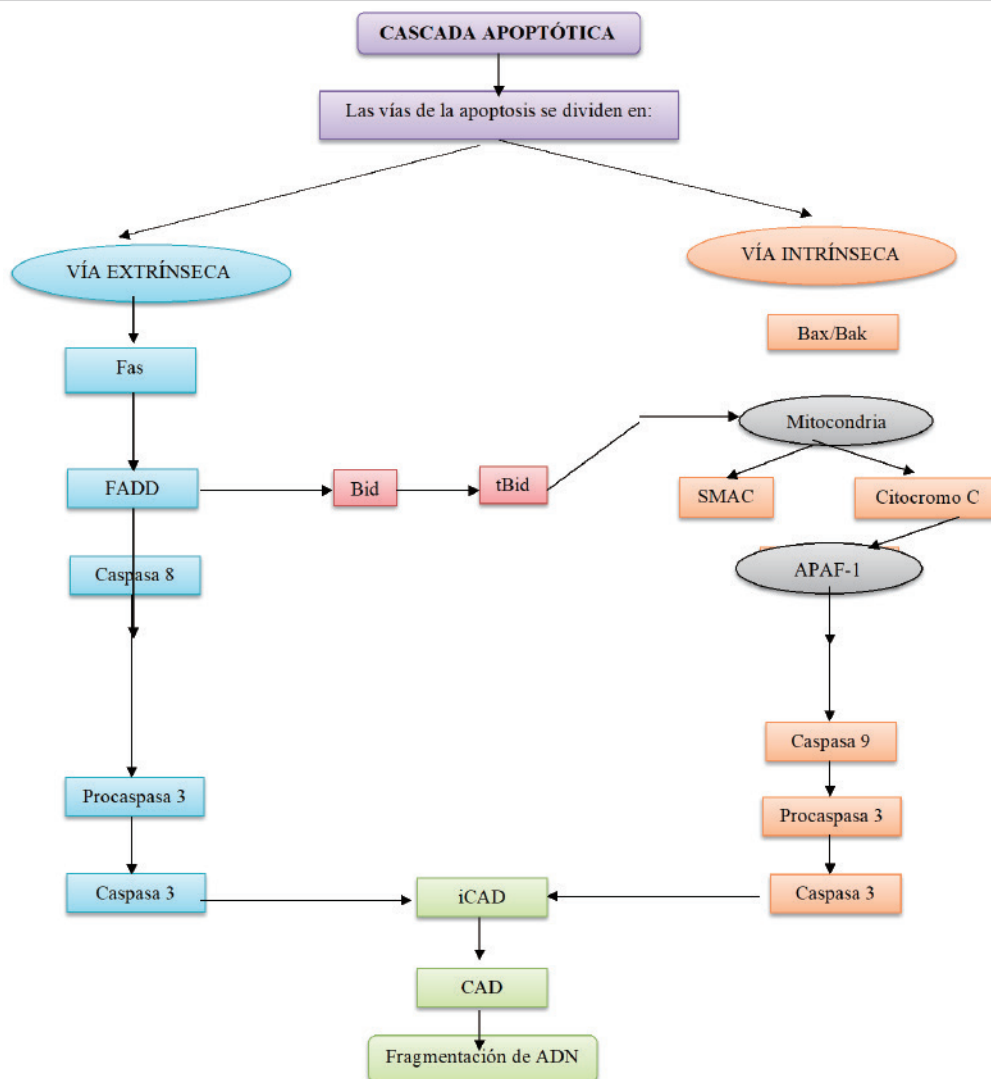 CASCADA APOPTÓTICA
Las vías de la apoptosis se dividen en:
VÍA EXTRÍNSECA
VÍA INTRÍNSECA
Bax/Bak
Fas
Mitocondria
FADD
Bid
tBid
SMAC
Citocromo C
Caspasa 8
APAF-1
Caspasa 9
Procaspasa 3
Procaspasa 3
Caspasa 3
iCAD
Caspasa 3
CAD
Fragmentación de ADN